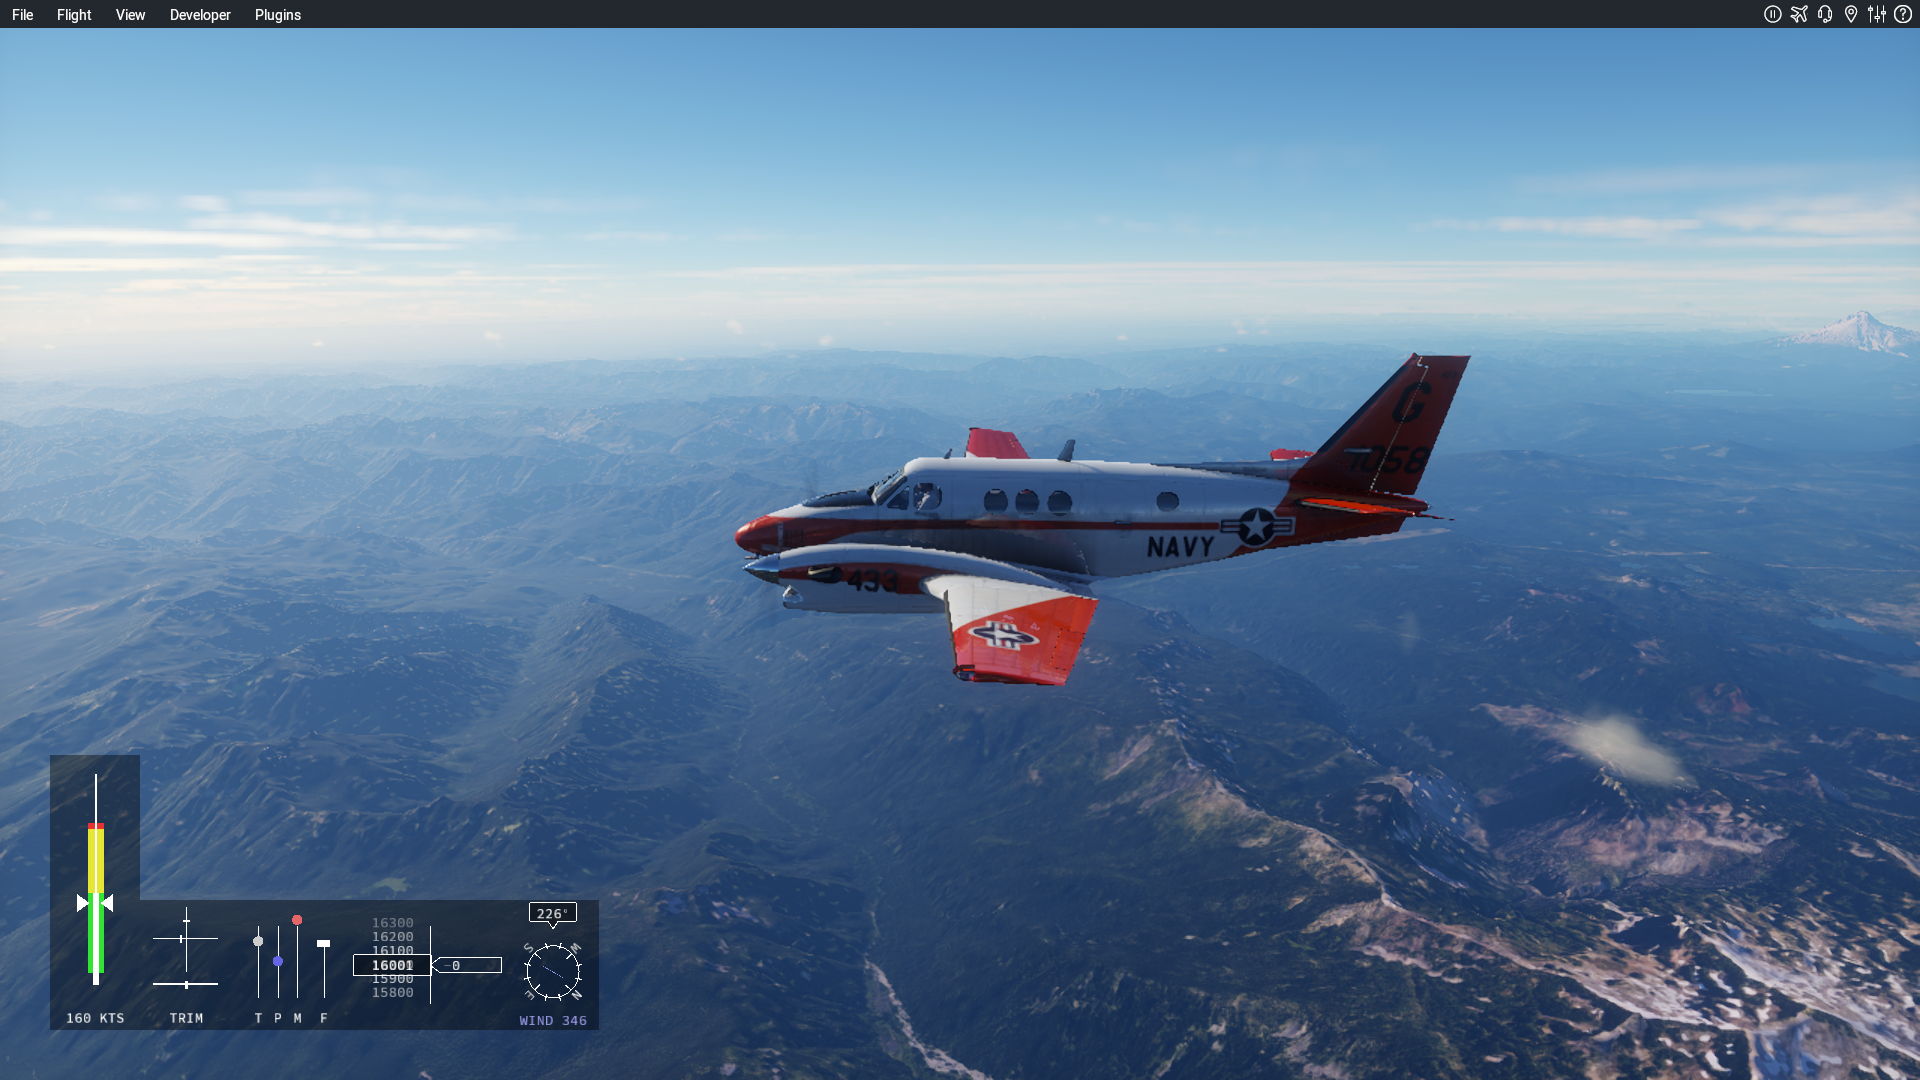 File Flight View Developer Plugins
G
1058
NAVY
433
16300
16200
16100
16001
15900
15800
-0
226°
S W
E N
160 KTS TRIM T P M F WIND 346